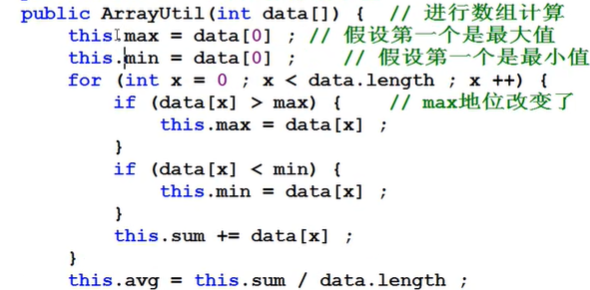 public ArrayUtil(int data[]) { // 进行数组计算
this.max = data[0] ; // 假设第一个是最大值
this.min = data[0] ; // 假设第一个是最小值
for (int x = 0 ; x < data.length ; x ++) {
if (data[x] > max) { // max地位改变了
this.max = data[x] ;
}
if (data[x] < min) {
this.min = data[x] ;
}
this.sum += data[x] ;
}
this.avg = this.sum / data.length ;